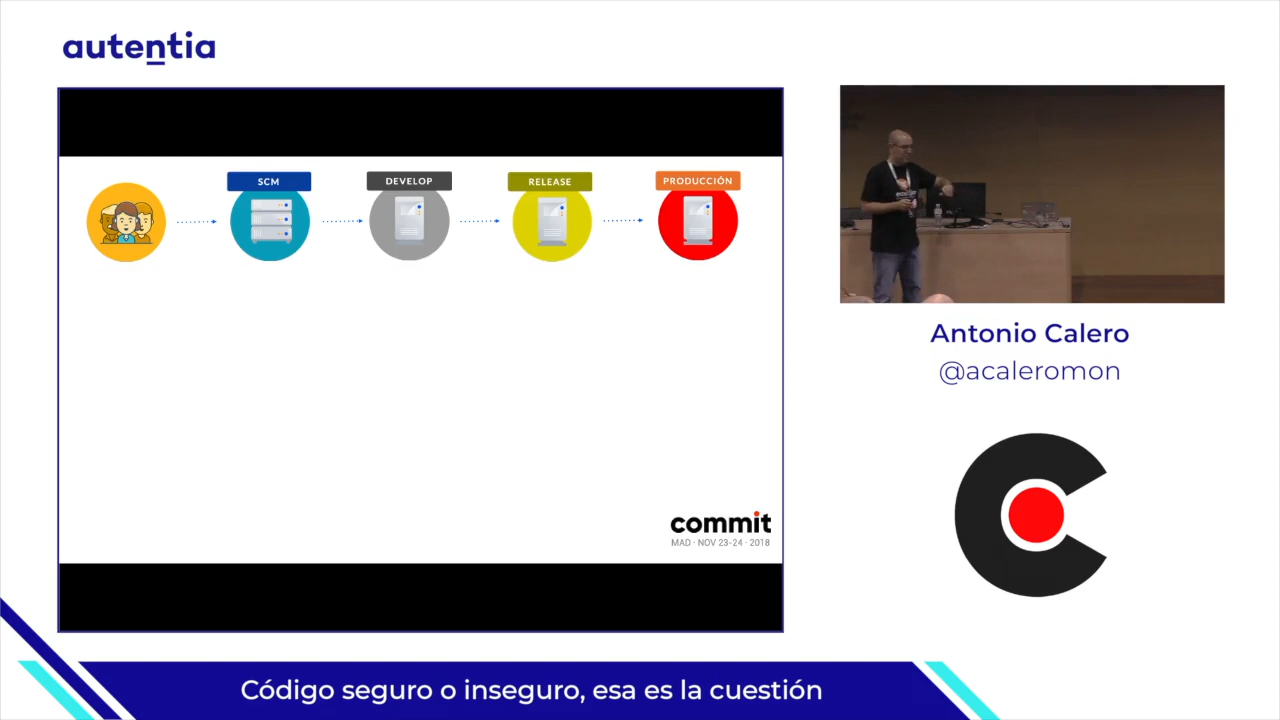 autentia
SCM
DEVELOP
RELEASE
PRODUCCIÓN
commit
MAD · NOV 23-24 · 2018
Antonio Calero
@acaleromon
Código seguro o inseguro, esa es la cuestión